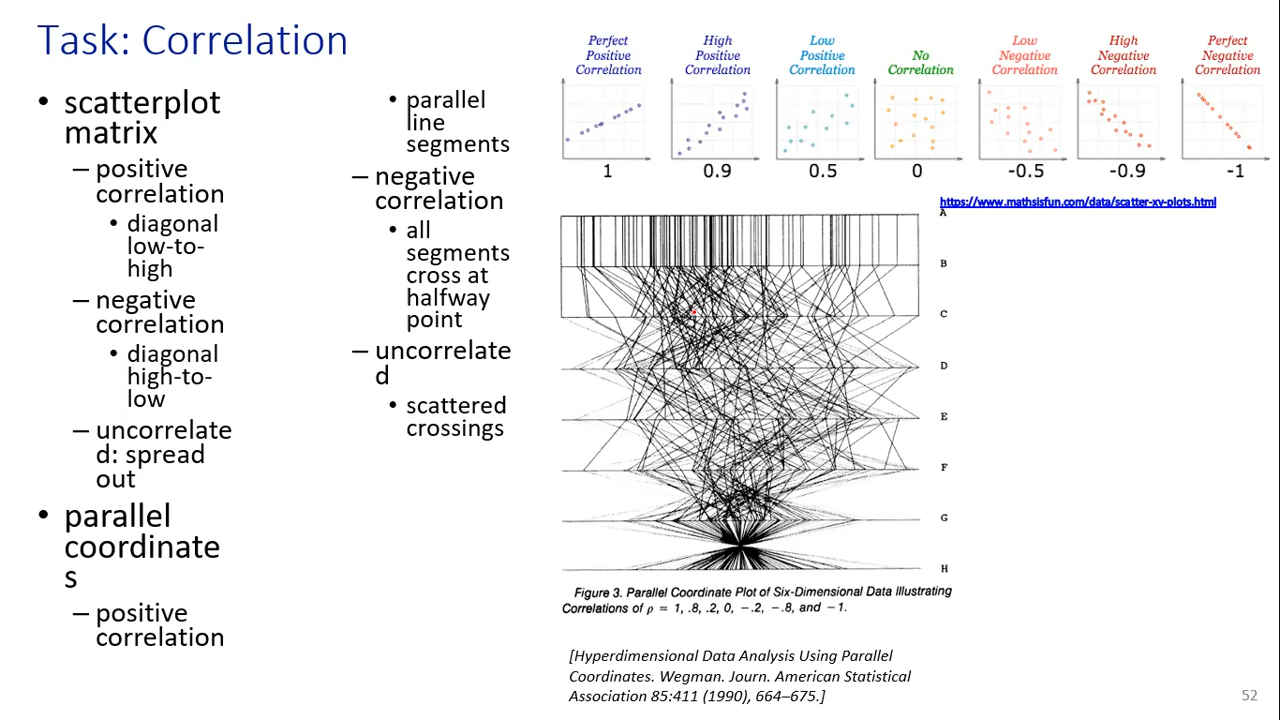 Task: Correlation
• scatterplot
matrix
– positive
correlation
• diagonal
low-to-
high
– negative
correlation
• diagonal
high-to-
low
– uncorrelate
d: spread
out
• parallel
coordinate
s
– positive
correlation
• parallel
line
segments
– negative
correlation
• all
segments
cross at
halfway
point
– uncorrelate
d
• scattered
crossings
Perfect
Positive
Correlation
1
High
Positive
Correlation
0.9
Low
Positive
Correlation
0.5
No
Correlation
0
Low
Negative
Correlation
-0.5
High
Negative
Correlation
-0.9
Perfect
Negative
Correlation
-1
https://www.mathsisfun.com/data/scatter-xy-plots.html
A
B
C
D
E
F
G
H
Figure 3. Parallel Coordinate Plot of Six-Dimensional Data Illustrating
Correlations of ρ = 1, .8, .2, 0, −.2, −.8, and −1.
[Hyperdimensional Data Analysis Using Parallel
Coordinates. Wegman. Journ. American Statistical
Association 85:411 (1990), 664–675.]
52